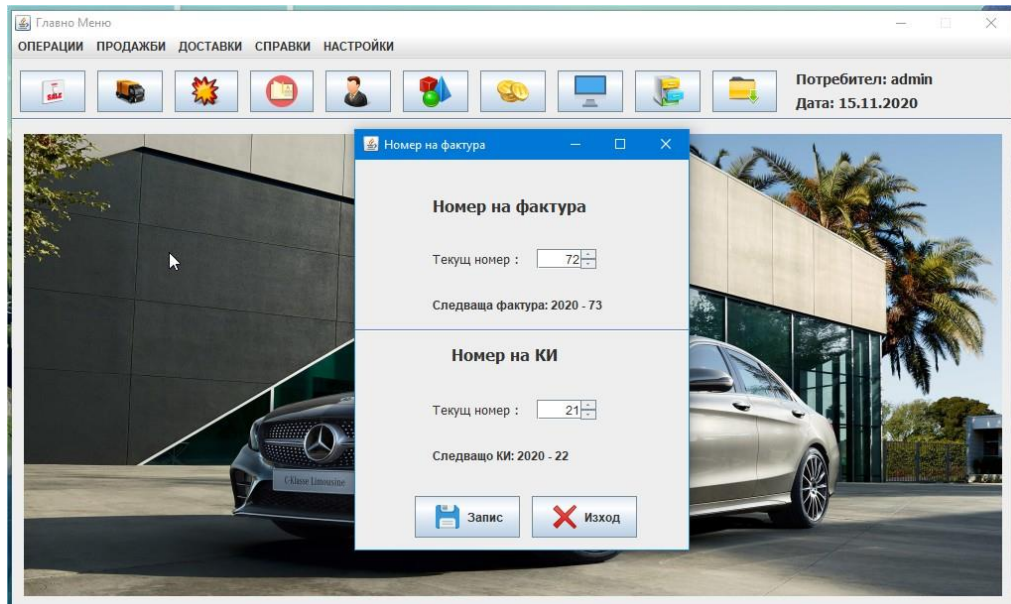 Главно Меню
ОПЕРАЦИИ ПРОДАЖБИ ДОСТАВКИ СПРАВКИ НАСТРОЙКИ
Потребител: admin
Дата: 15.11.2020
Номер на фактура
Номер на фактура
Текущ номер : 72
Следваща фактура: 2020 - 73
Номер на КИ
Текущ номер : 21
Следващо КИ: 2020 - 22
C-Klasse Limousine
Запис Изход